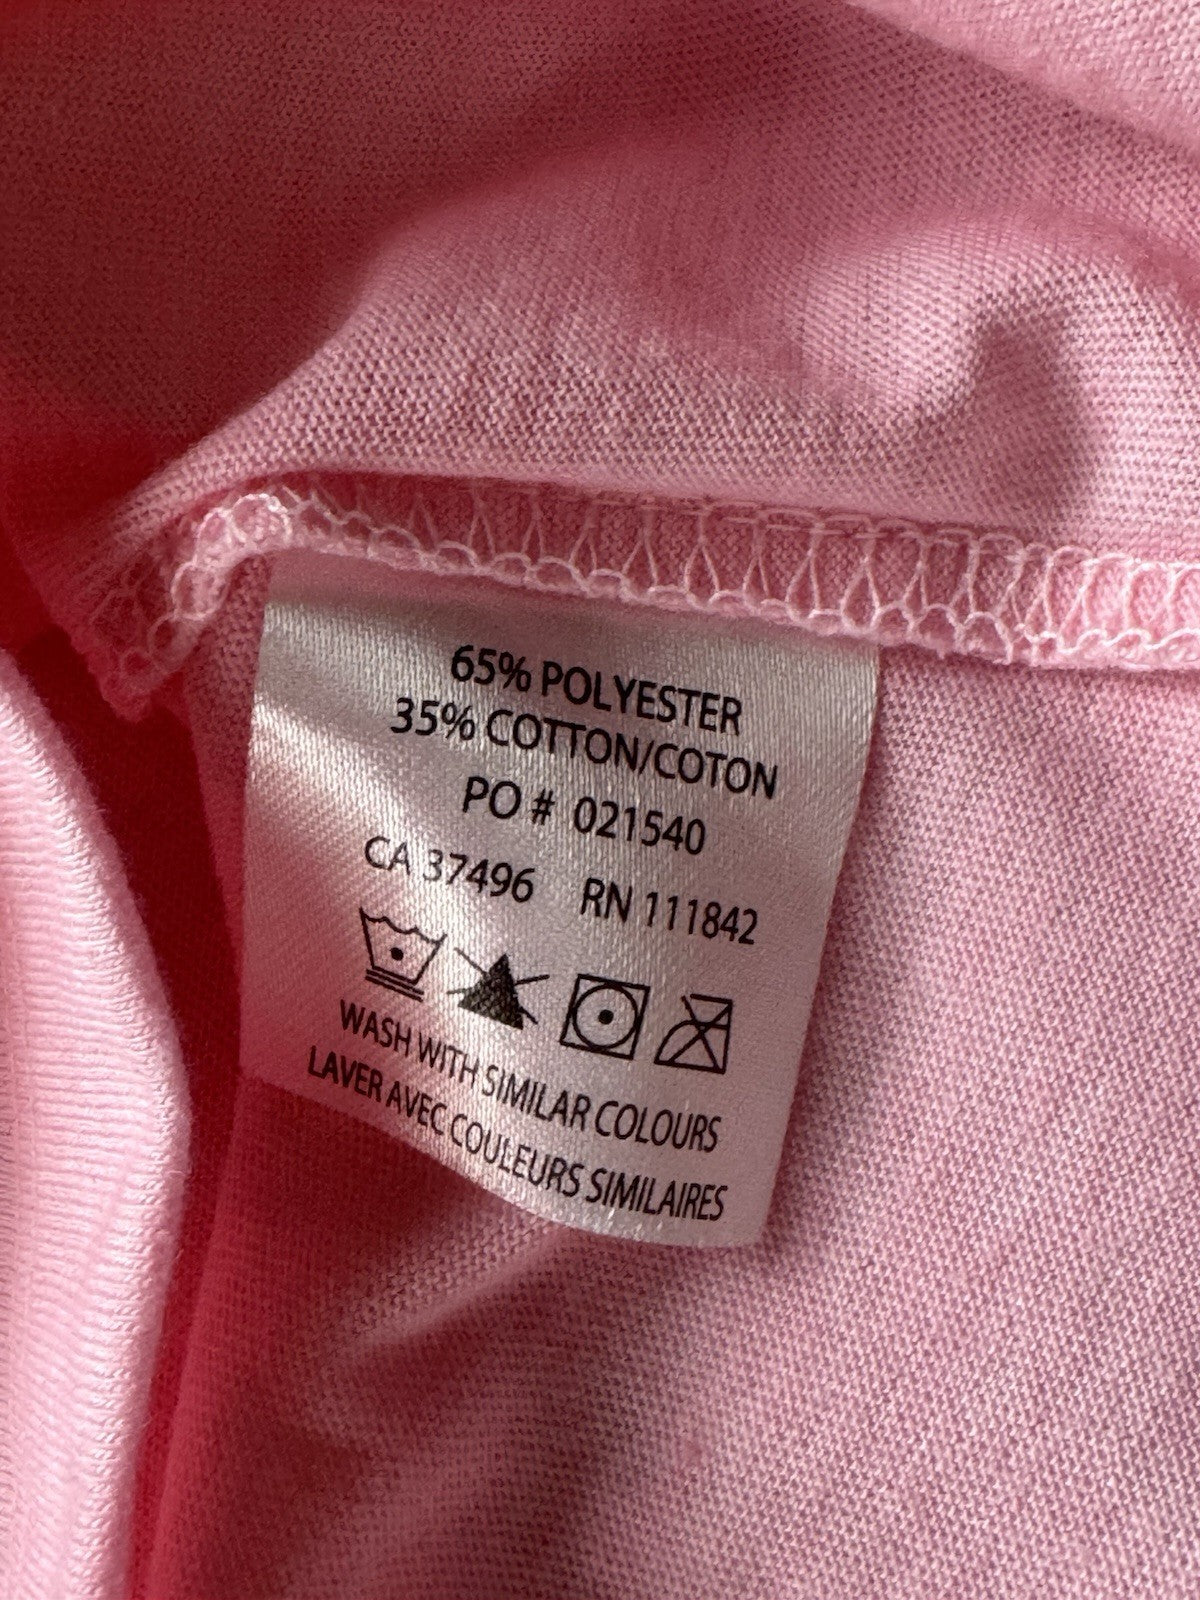 65% POLYESTER
35% COTTON/COTON
PO # 021540
CA 37496 RN 111842
WASH WITH SIMILAR COLOURS
LAVER AVEC COULEURS SIMILAIRES